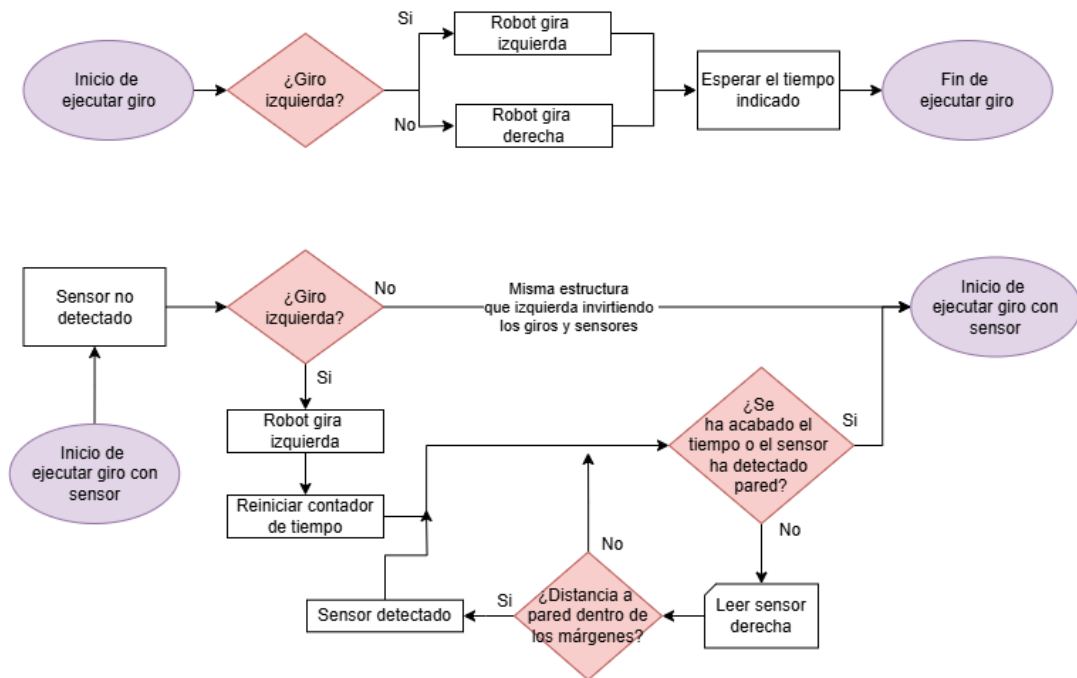 Inicio de
ejecutar giro
¿Giro
izquierda?
Si
No
Robot gira
izquierda
Robot gira
derecha
Esperar el tiempo
indicado
Fin de
ejecutar giro
Sensor no
detectado
¿Giro
izquierda?
No
Misma estructura
que izquierda invirtiendo
los giros y sensores
Inicio de
ejecutar giro con
sensor
Si
Inicio de
ejecutar giro con
sensor
Robot gira
izquierda
Reiniciar contador
de tiempo
¿Se
ha acabado el
tiempo o el sensor
ha detectado
pared?
Si
No
Leer sensor
derecha
¿Distancia a
pared dentro de
los márgenes?
No
Si
Sensor detectado